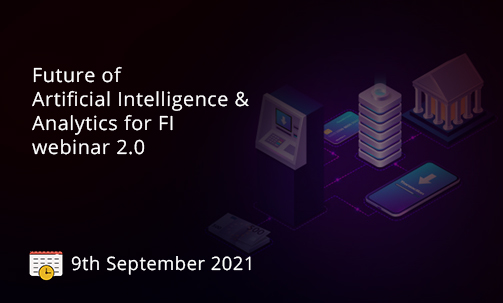 Future of
Artificial Intelligence &
Analytics for FI
webinar 2.0
9th September 2021